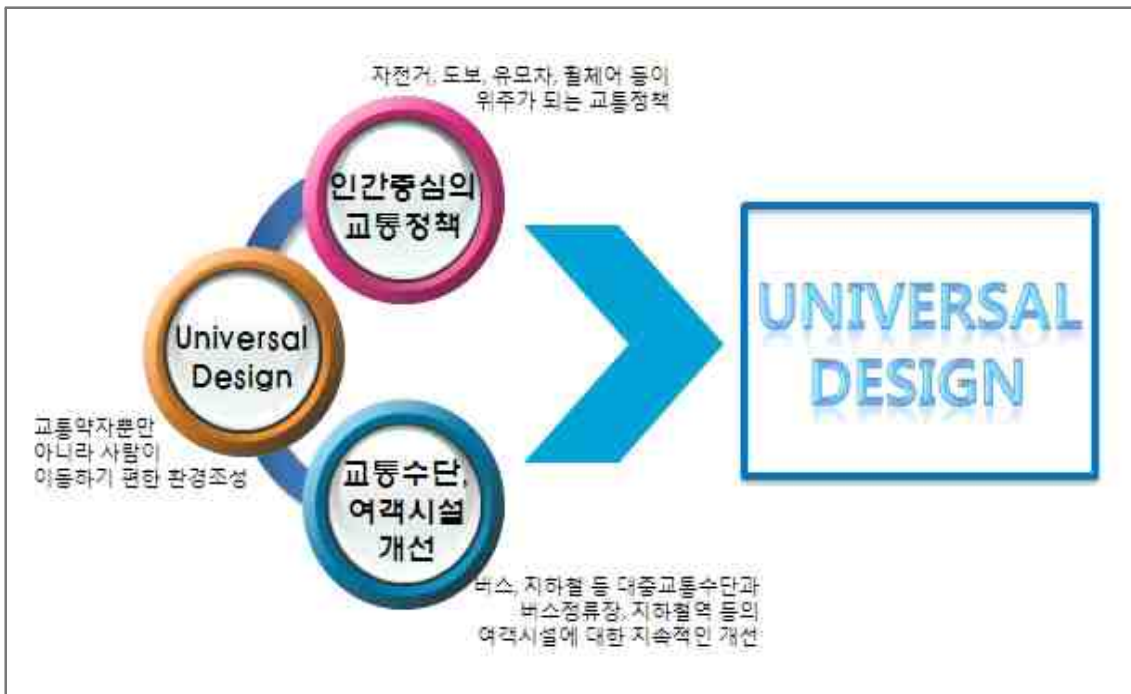 자전거, 도보, 유모차, 휠체어 등이
위주가 되는 교통정책
인간중심의
교통정책
Universal
Design
교통약자뿐만
아니라 사람이
이동하기 편한 환경조성
교통수단,
여객시설
개선
버스, 지하철 등 대중교통수단과
버스정류장, 지하철역 등의
여객시설에 대한 지속적인 개선
UNIVERSAL
DESIGN